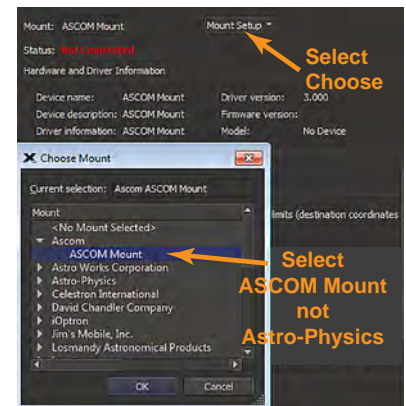 Mount: ASCOM Mount Mount Setup
Status: Not Connected
Select
Choose
Hardware and Driver Information
Device name: ASCOM Mount Driver version: 3.000
Device description: ASCOM Mount Firmware version:
Driver information: ASCOM Mount Model: No Device
Choose Mount
Current selection: Ascom ASCOM Mount
Mount
<No Mount Selected>
limits (destination coordinates
Ascom
ASCOM Mount
Astro Works Corporation
Astro-Physics
Celestron International
David Chandler Company
iOptron
Jim's Mobile, Inc.
Losmandy Astronomical Products
Select
ASCOM Mount
not
Astro-Physics
OK Cancel